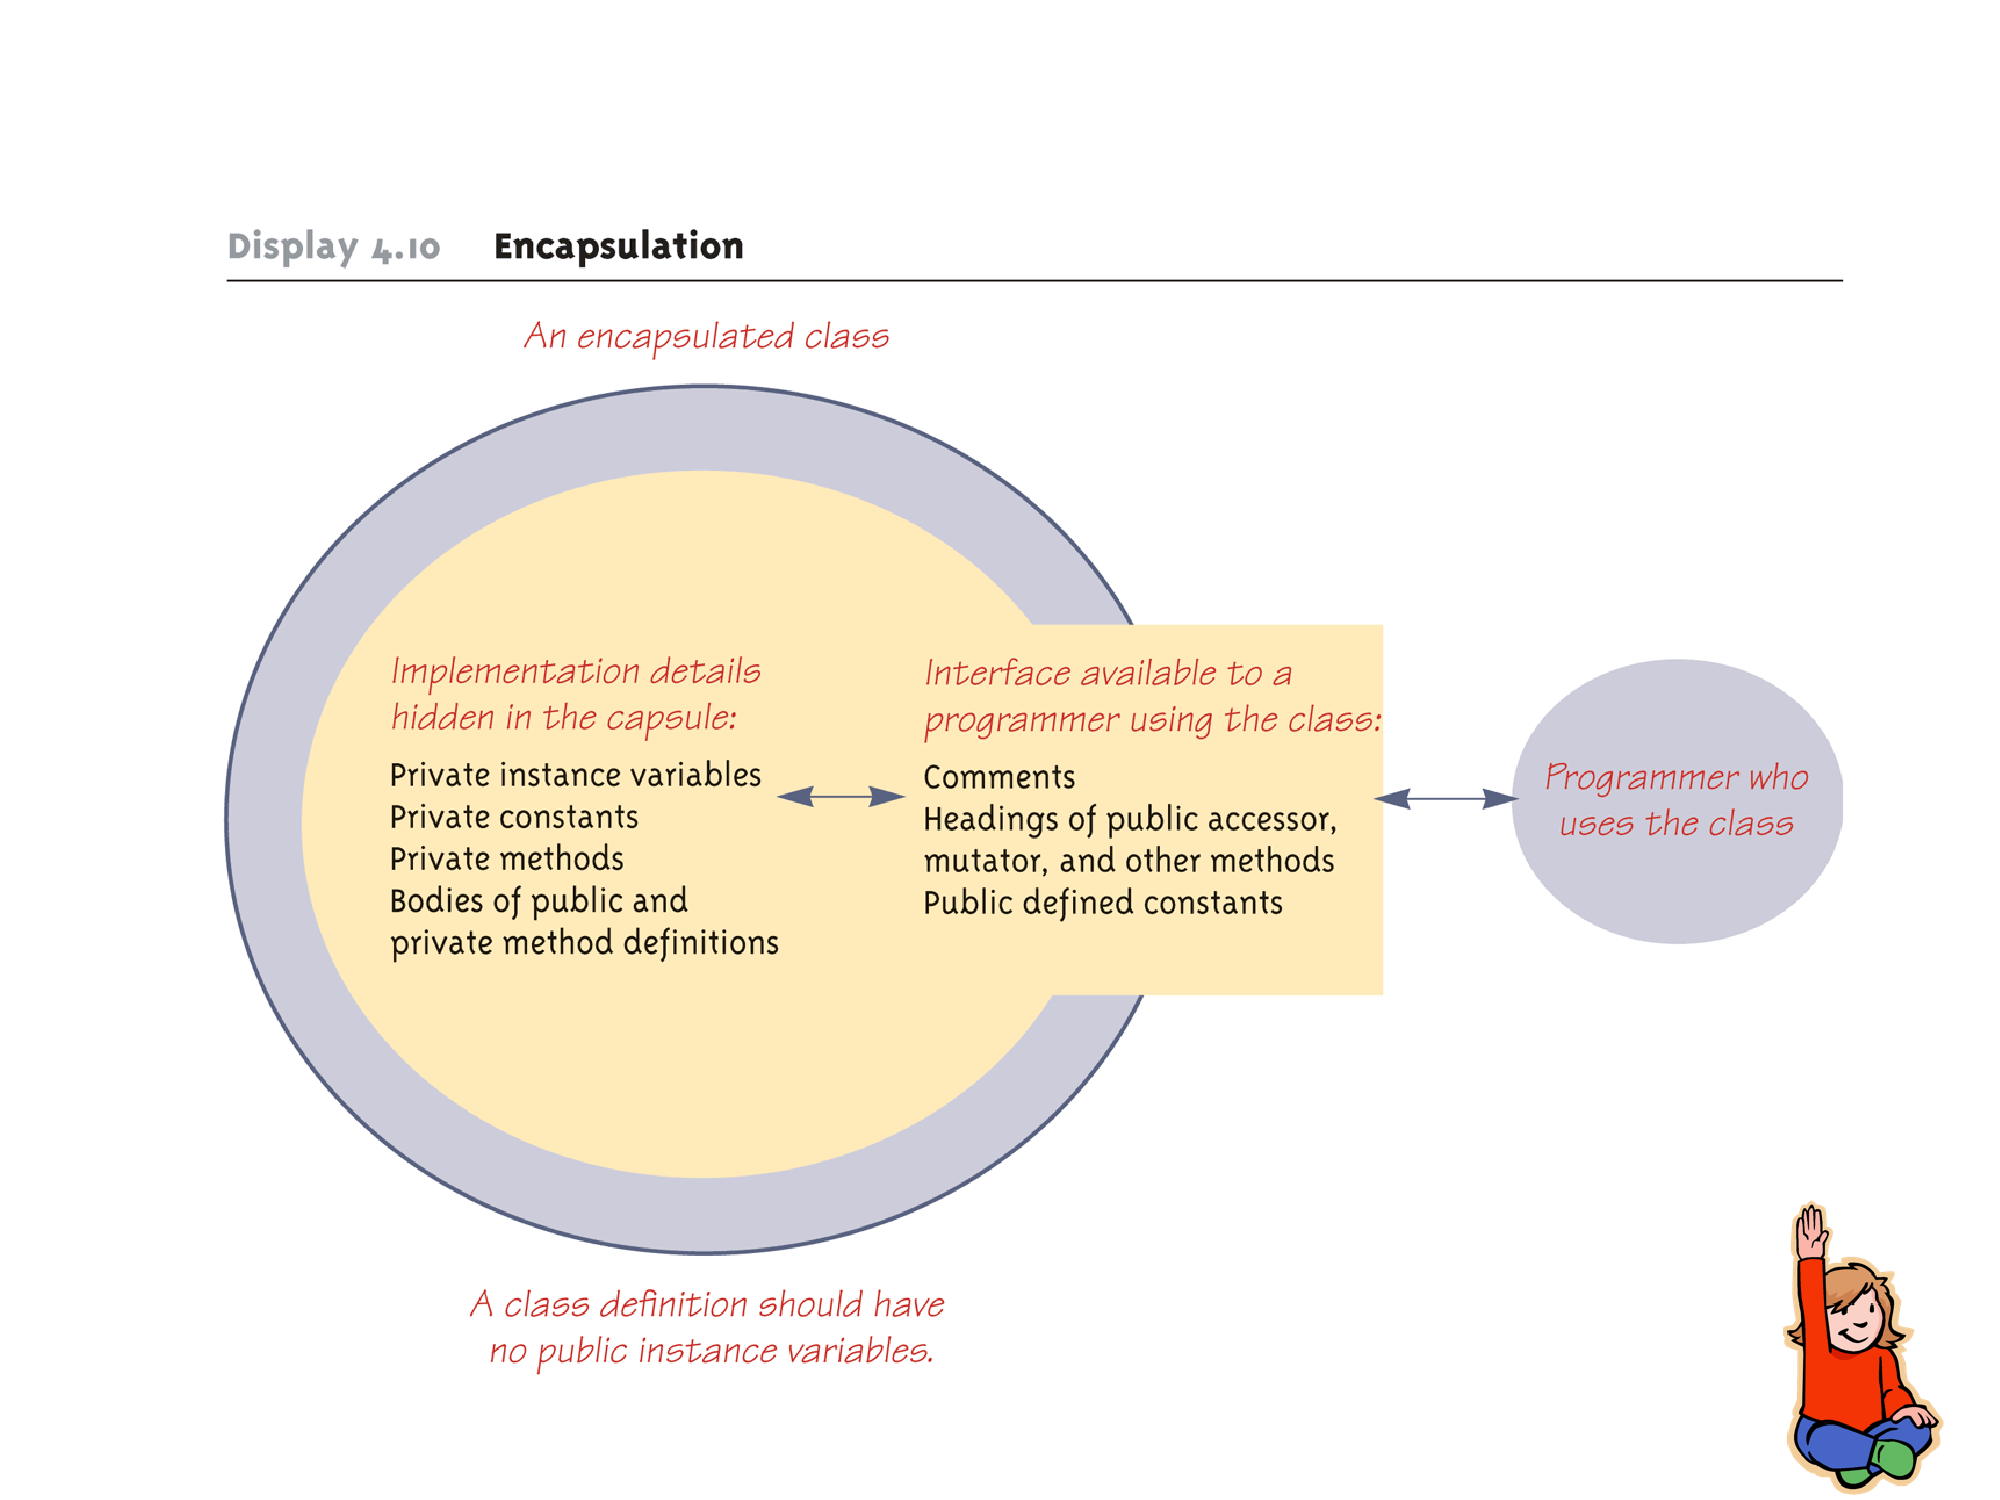 Display 4.10 Encapsulation
An encapsulated class
Implementation details
hidden in the capsule:
Private instance variables
Private constants
Private methods
Bodies of public and
private method definitions
Interface available to a
programmer using the class:
Comments
Headings of public accessor,
mutator, and other methods
Public defined constants
Programmer who
uses the class
A class definition should have
no public instance variables.